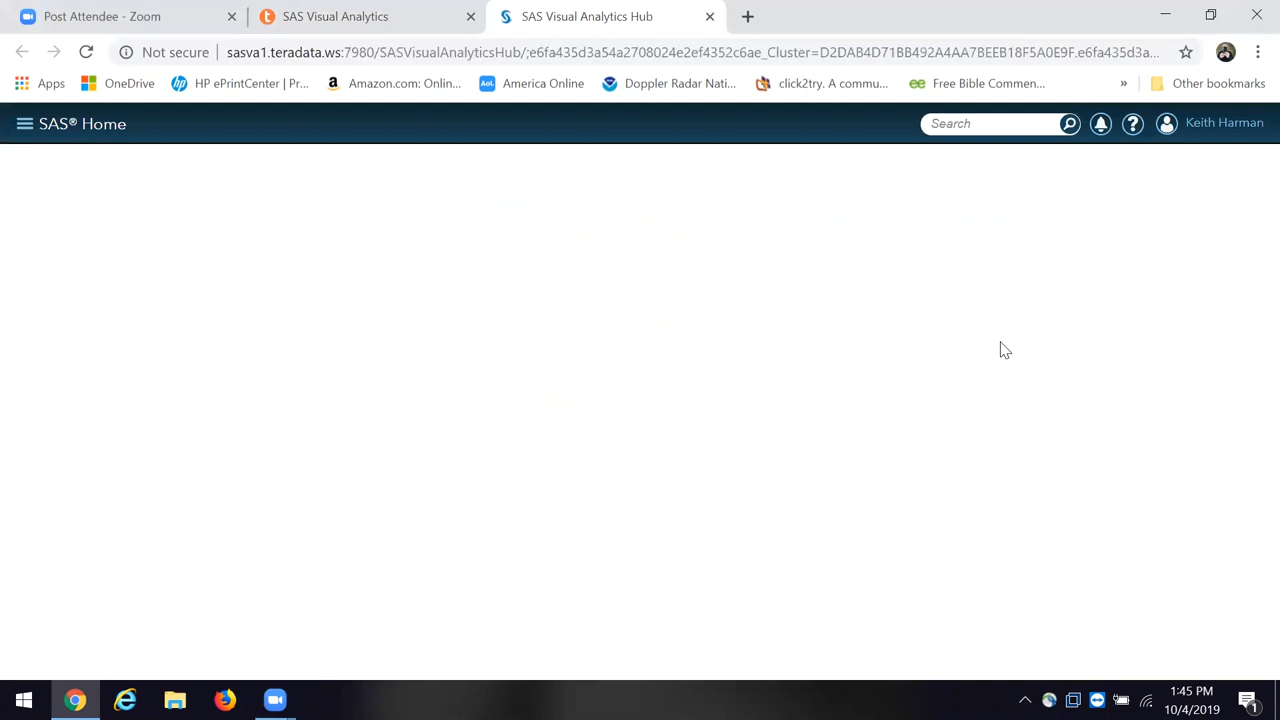 Post Attendee - Zoom
SAS Visual Analytics
SAS Visual Analytics Hub
Not secure
sasva1.teradata.ws:7980/SASVisualAnalyticsHub/;e6fa435d3a54a2708024e2ef4352c6ae_Cluster=D2DAB4D71BB492A4AA7BEEB18F5A0E9F.e6fa435d3a...
Apps
OneDrive
HP ePrintCenter | Pr...
Amazon.com: Onlin...
Aol.
America Online
Doppler Radar Nati...
click2try. A commu...
Free Bible Commen...
»
Other bookmarks
SAS® Home
Search
Keith Harman
1:45 PM
10/4/2019
1